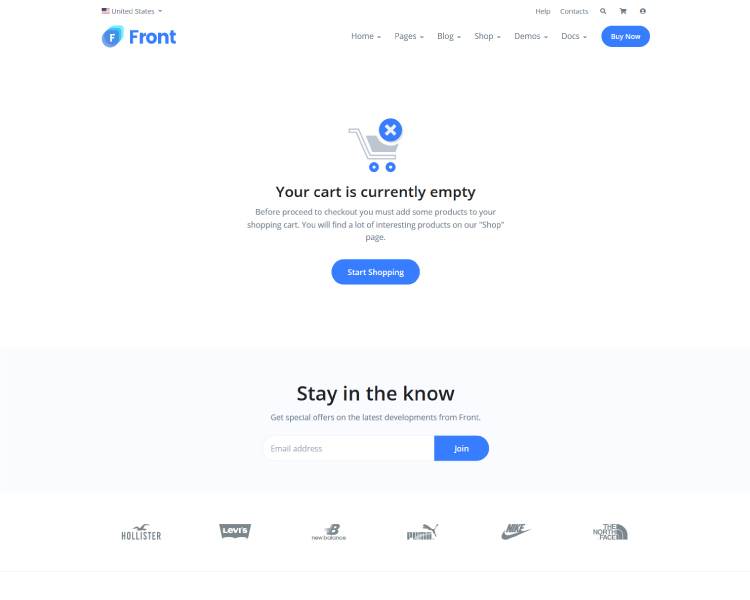 United States
Help Contacts
F Front
Home Pages Blog Shop Demos Docs Buy Now
Your cart is currently empty
Before proceed to checkout you must add some products to your
shopping cart. You will find a lot of interesting products on our "Shop"
page.
Start Shopping
Stay in the know
Get special offers on the latest developments from Front.
Email address Join
HOLLISTER LEVI'S new balance PUMA NIKE THE NORTH FACE